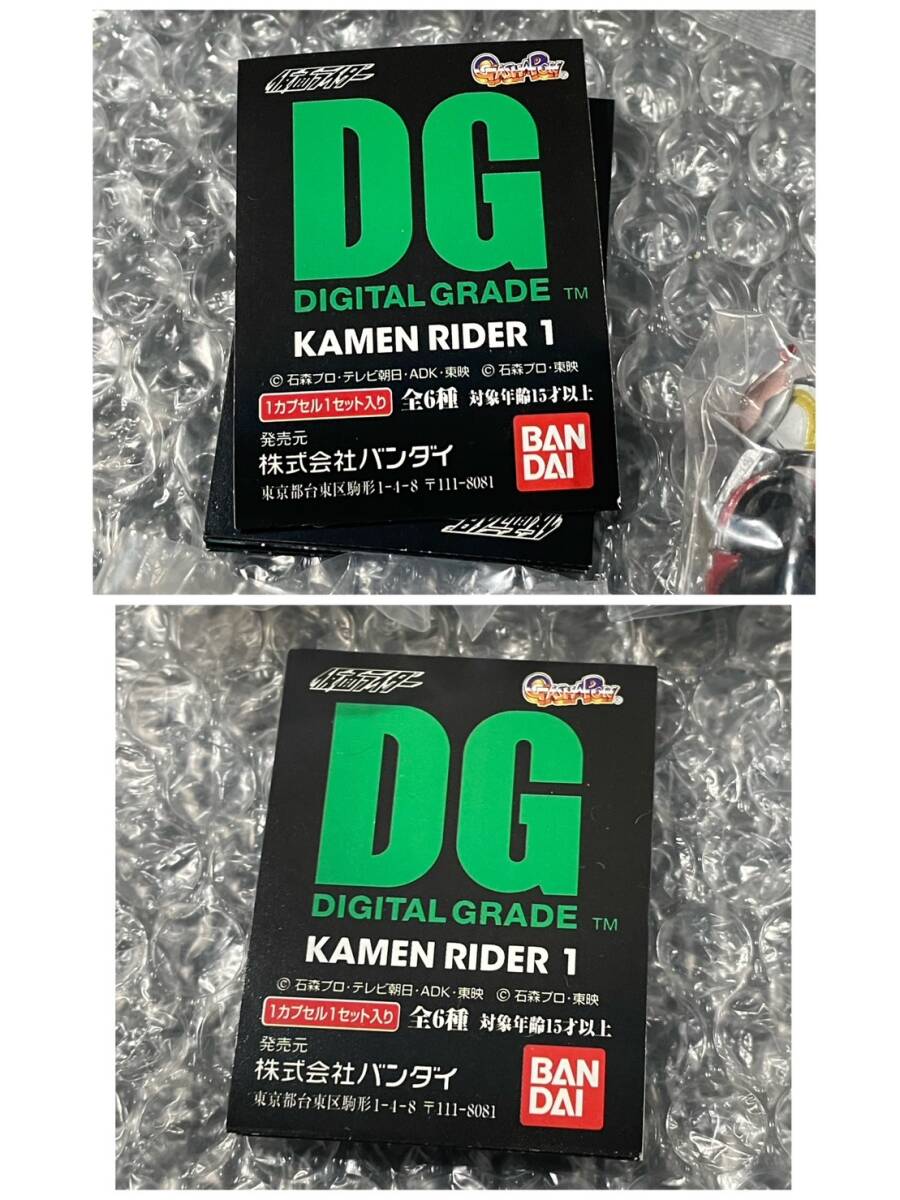 仮面ライダー
GASHAPON®
DG
DIGITAL GRADE TM
KAMEN RIDER 1
© 石森プロ・テレビ朝日・ADK・東映 © 石森プロ・東映
1カプセル1セット入り 全6種 対象年齢15才以上
発売元
株式会社バンダイ
東京都台東区駒形1-4-8 〒111-8081
BAN
DAI
仮面ライダー
仮面ライダー
GASHAPON®
DG
DIGITAL GRADE TM
KAMEN RIDER 1
© 石森プロ・テレビ朝日・ADK・東映 © 石森プロ・東映
1カプセル1セット入り 全6種 対象年齢15才以上
発売元
株式会社バンダイ
東京都台東区駒形1-4-8 〒111-8081
BAN
DAI